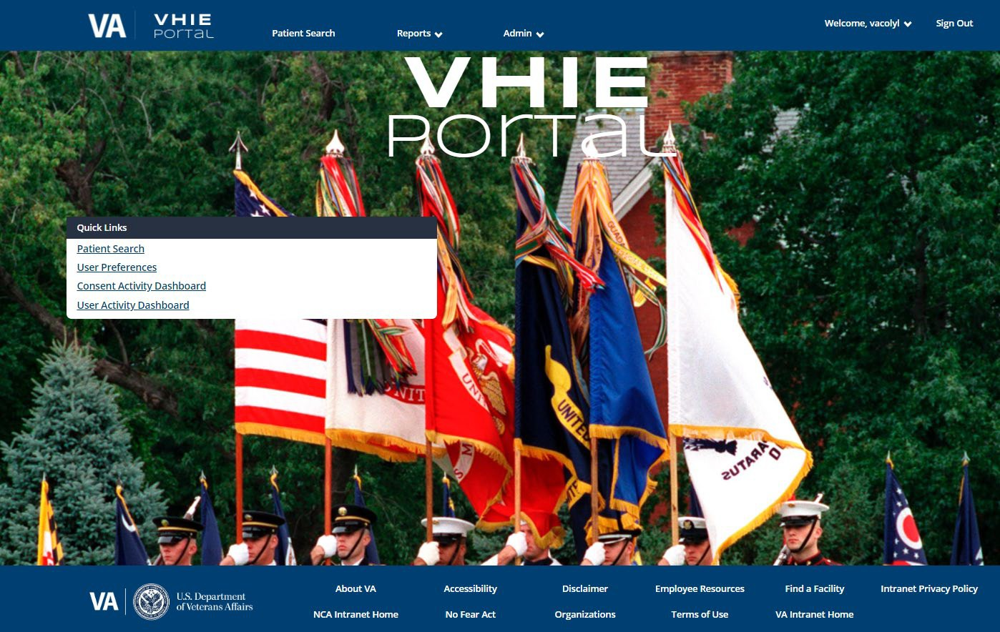 VA
VHIE
PORTAL
Patient Search
Reports
Admin
Welcome, vacolyl
Sign Out
VHIE
PORTAL
Quick Links
Patient Search
User Preferences
Consent Activity Dashboard
User Activity Dashboard
UNITED
ARATUS
VA
U.S. Department
of Veterans Affairs
About VA
Accessibility
Disclaimer
Employee Resources
Find a Facility
Intranet Privacy Policy
NCA Intranet Home
No Fear Act
Organizations
Terms of Use
VA Intranet Home